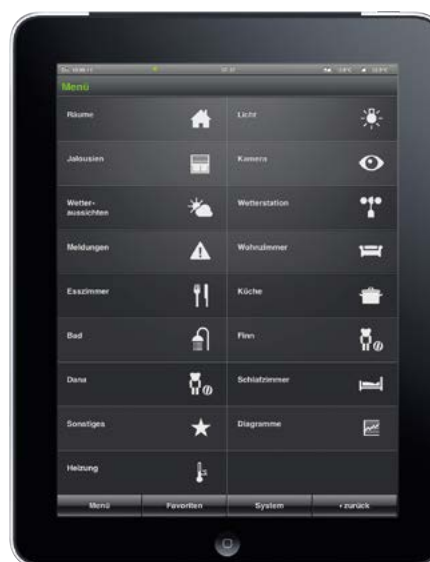 Menü
Räume
Licht
Jalousien
Kamera
Wetter-
aussichten
Wetterstation
Meldungen
Wohnzimmer
Esszimmer
Küche
Bad
Finn
Dana
Schlafzimmer
Sonstiges
Diagramme
Heizung
Menü Favoriten System ‹ zurück